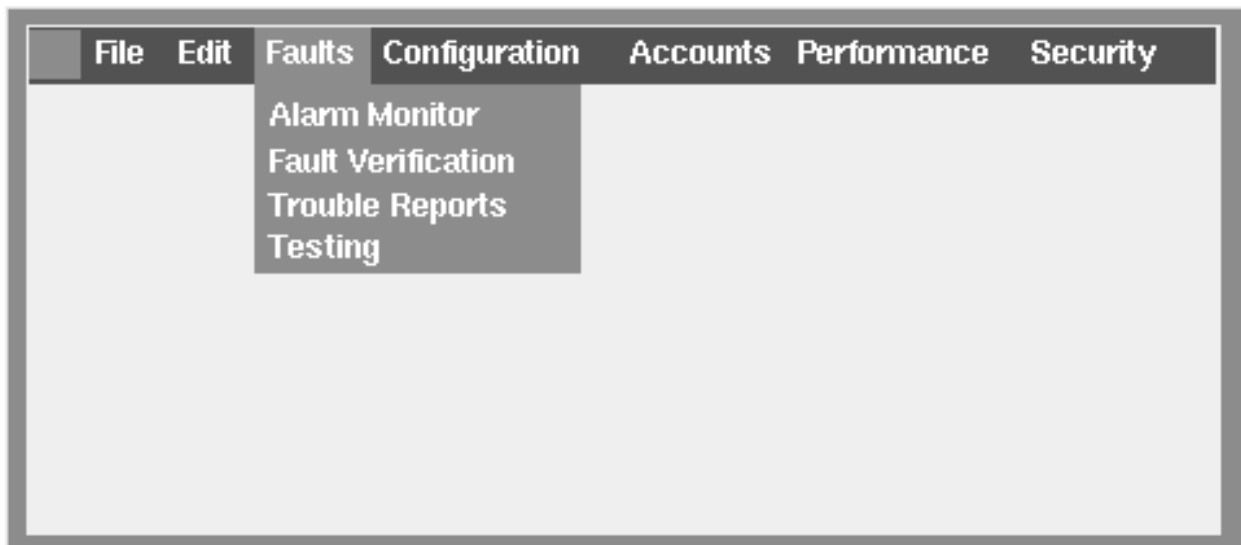 File Edit Faults Configuration Accounts Performance Security
Alarm Monitor
Fault Verification
Trouble Reports
Testing